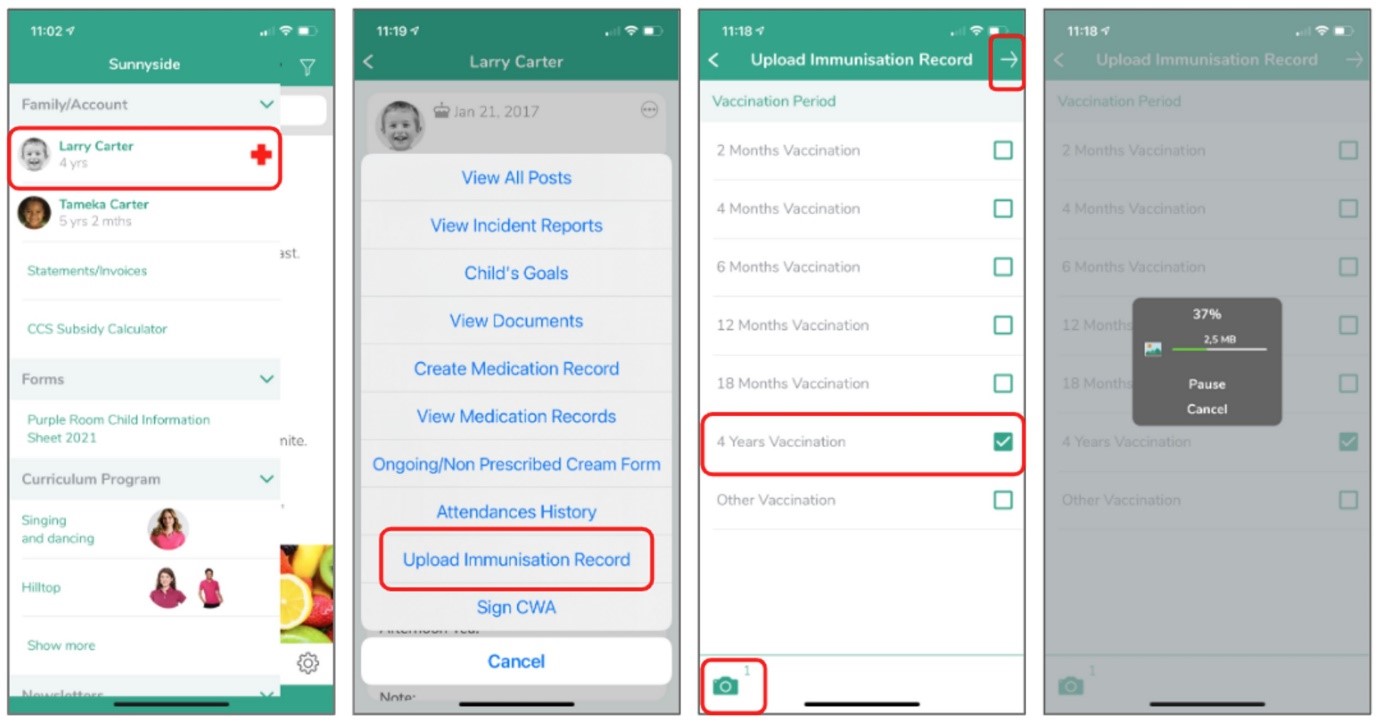 11:02
Sunnyside
Family/Account
Larry Carter
4 yrs
Tameka Carter
5 yrs 2 mths
ast.
Statements/Invoices
CCS Subsidy Calculator
Forms
Purple Room Child Information
Sheet 2021
nite.
Curriculum Program
Singing
and dancing
Hilltop
Show more
Newsletters
11:19
Larry Carter
Jan 21, 2017
View All Posts
View Incident Reports
Child's Goals
View Documents
Create Medication Record
View Medication Records
Ongoing/Non Prescribed Cream Form
Attendances History
Upload Immunisation Record
Sign CWA
Afternoon Tea:
Cancel
Note:
11:18
Upload Immunisation Record
Vaccination Period
2 Months Vaccination
4 Months Vaccination
6 Months Vaccination
12 Months Vaccination
18 Months Vaccination
4 Years Vaccination
Other Vaccination
1
11:18
Upload Immunisation Record
Vaccination Period
2 Months Vaccination
4 Months Vaccination
6 Months Vaccination
37%
12 Months
2,5 MB
18 Months
Pause
Cancel
4 Years Vaccination
Other Vaccination
1